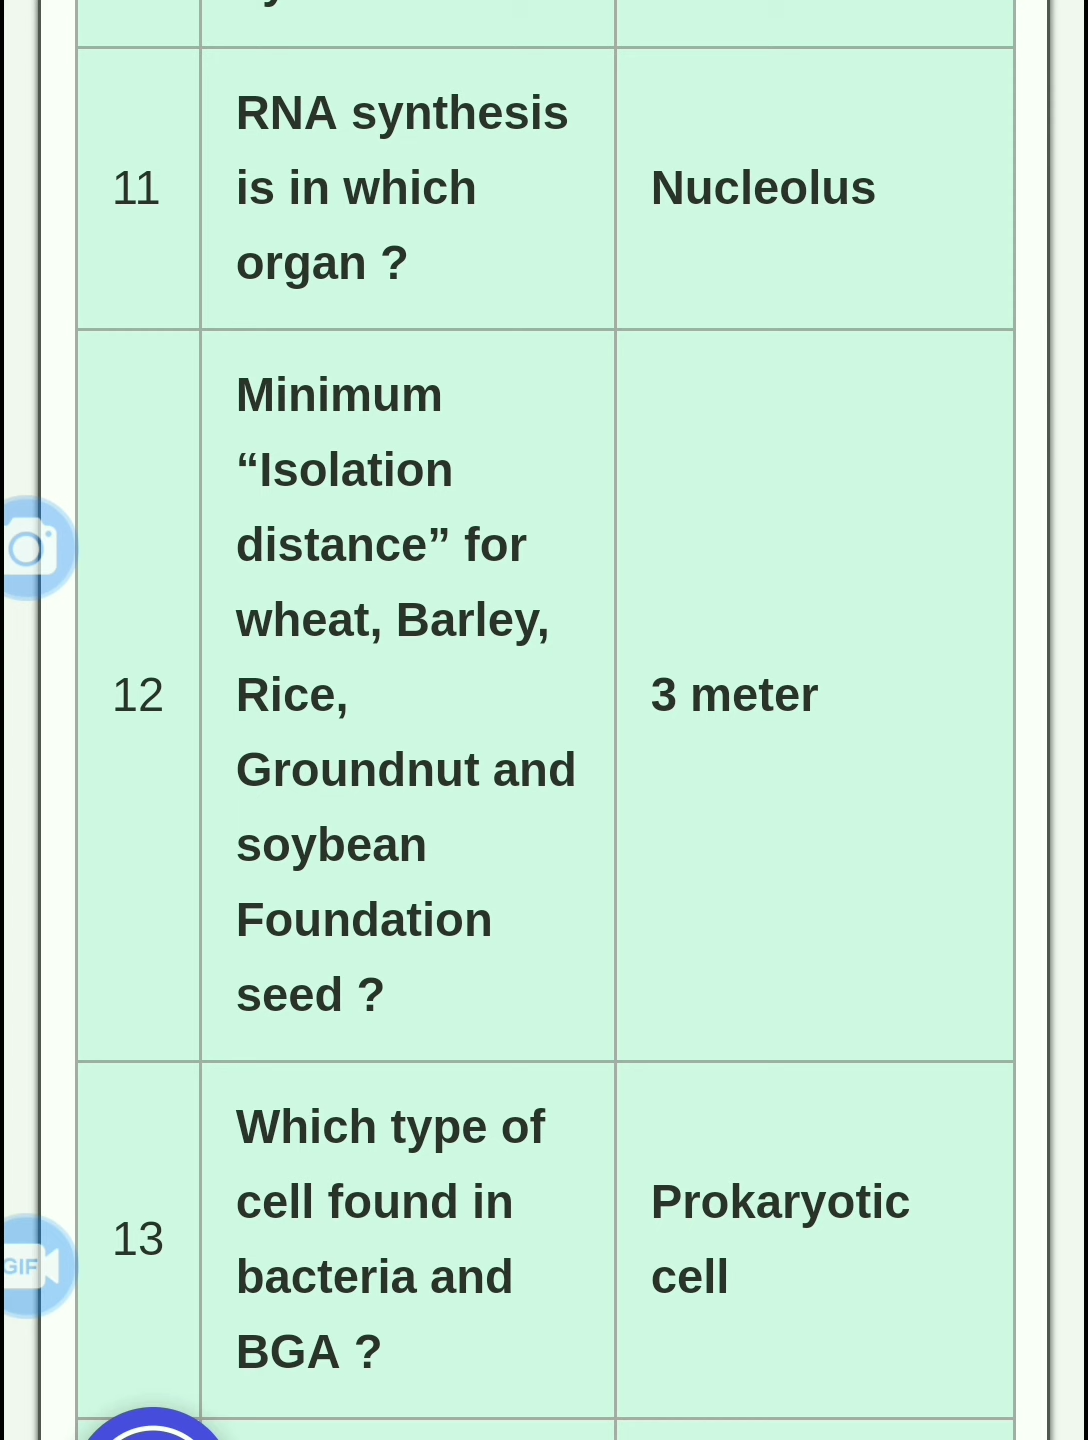 11
RNA synthesis
is in which
organ ?
Nucleolus
12
Minimum
“Isolation
distance” for
wheat, Barley,
Rice,
Groundnut and
soybean
Foundation
seed ?
3 meter
13
Which type of
cell found in
bacteria and
BGA ?
Prokaryotic
cell
GIF